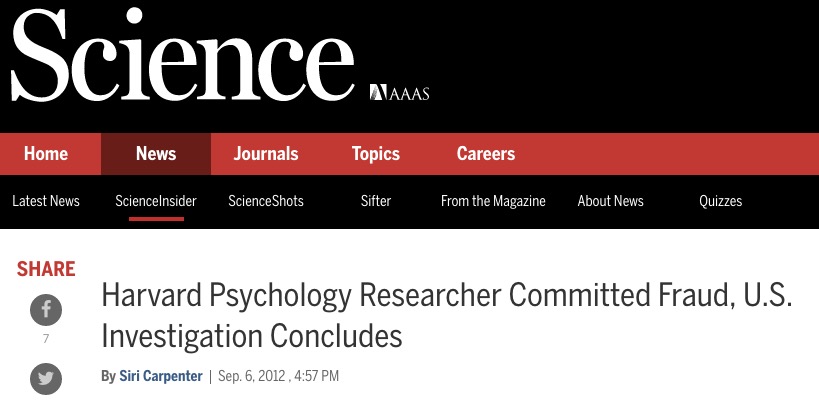 Science
AAAS
Home News Journals Topics Careers
Latest News ScienceInsider ScienceShots Sifter From the Magazine About News Quizzes
SHARE
7
Harvard Psychology Researcher Committed Fraud, U.S.
Investigation Concludes
By Siri Carpenter | Sep. 6, 2012 , 4:57 PM